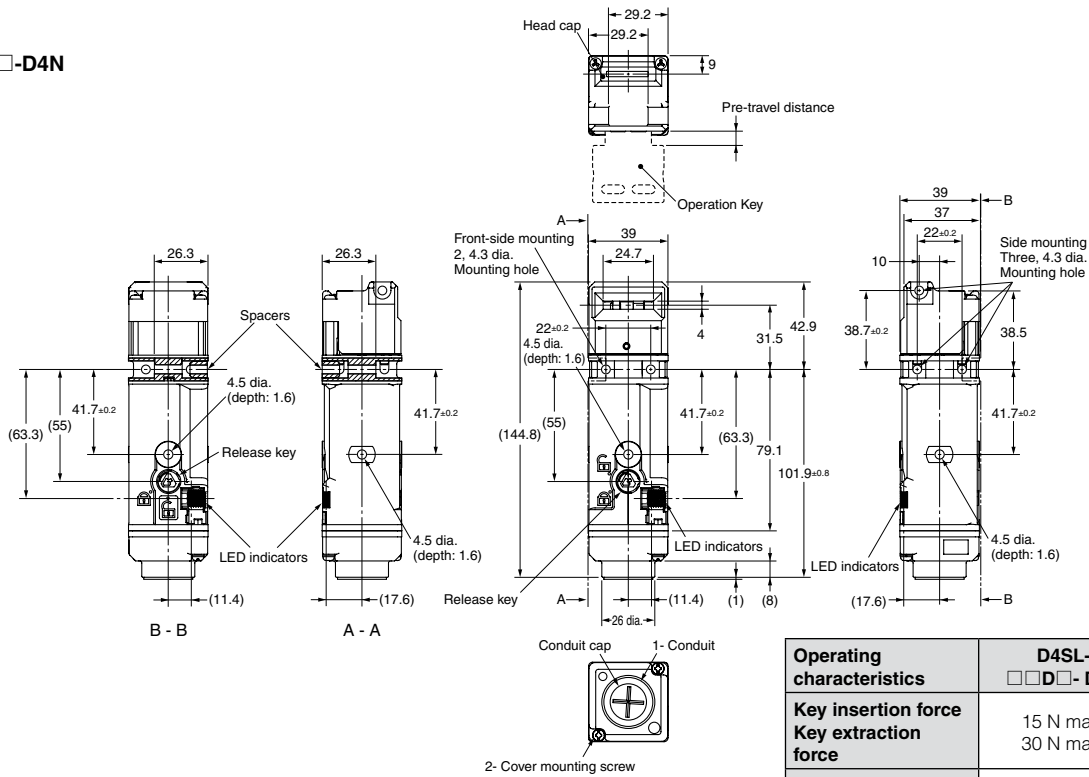 □-D4N
29.2
Head cap
29.2
9
Pre-travel distance
Operation Key
A
39
24.7
Front-side mounting
2, 4.3 dia.
Mounting hole
22±0.2
4.5 dia.
(depth: 1.6)
4
31.5
42.9
41.7±0.2
(55)
(63.3)
79.1
(144.8)
101.9±0.8
LED indicators
Release key
A
(11.4)
(1)
(8)
26 dia.
26.3
26.3
Spacers
4.5 dia.
(depth: 1.6)
41.7±0.2
(55)
(63.3)
41.7±0.2
Release key
LED indicators
4.5 dia.
(depth: 1.6)
(11.4)
(17.6)
B - B
A - A
39
B
37
22±0.2
10
Side mounting
Three, 4.3 dia.
Mounting hole
38.7±0.2
38.5
41.7±0.2
4.5 dia.
(depth: 1.6)
LED indicators
(17.6)
B
Conduit cap
1- Conduit
2- Cover mounting screw
Operating
characteristics
D4SL-
□□D□- D
Key insertion force
Key extraction
force
15 N ma
30 N ma